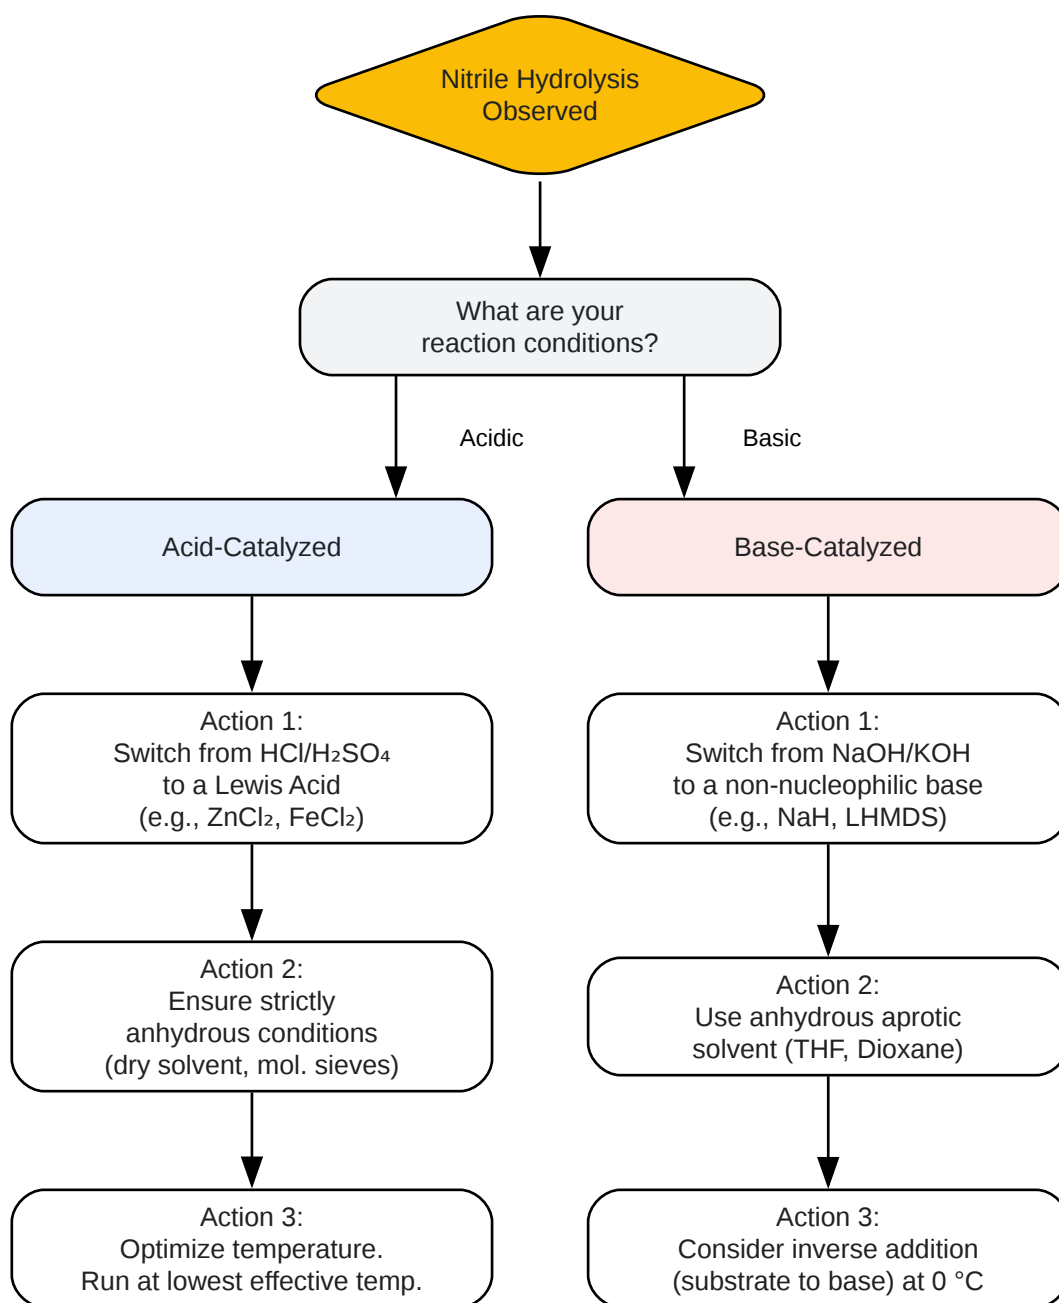 Nitrile Hydrolysis
Observed
What are your
reaction conditions?
Acidic
Basic
Acid-Catalyzed
Base-Catalyzed
Action 1:
Switch from HCl/H₂SO₄
to a Lewis Acid
(e.g., ZnCl₂, FeCl₂)
Action 1:
Switch from NaOH/KOH
to a non-nucleophilic base
(e.g., NaH, LHMDS)
Action 2:
Ensure strictly
anhydrous conditions
(dry solvent, mol. sieves)
Action 2:
Use anhydrous aprotic
solvent (THF, Dioxane)
Action 3:
Optimize temperature.
Run at lowest effective temp.
Action 3:
Consider inverse addition
(substrate to base) at 0 °C